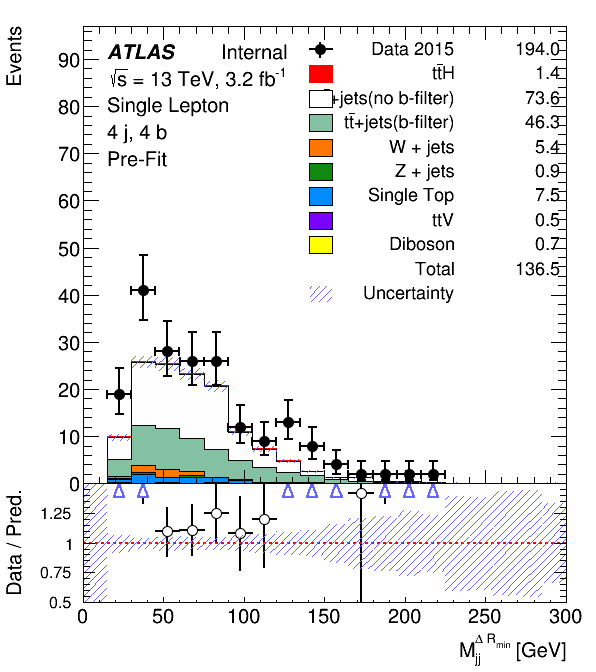 Events
ATLAS Internal
√s = 13 TeV, 3.2 fb⁻¹
Single Lepton
4 j, 4 b
Pre-Fit
Data 2015 194.0
tt̄H 1.4
+jets(no b-filter) 73.6
tt̄+jets(b-filter) 46.3
W + jets 5.4
Z + jets 0.9
Single Top 7.5
ttV 0.5
Diboson 0.7
Total 136.5
Uncertainty
90
80
70
60
50
40
30
20
10
0
Data / Pred.
1.25
1
0.75
0.5
0 50 100 150 200 250 300
M_jj^ΔR_min [GeV]